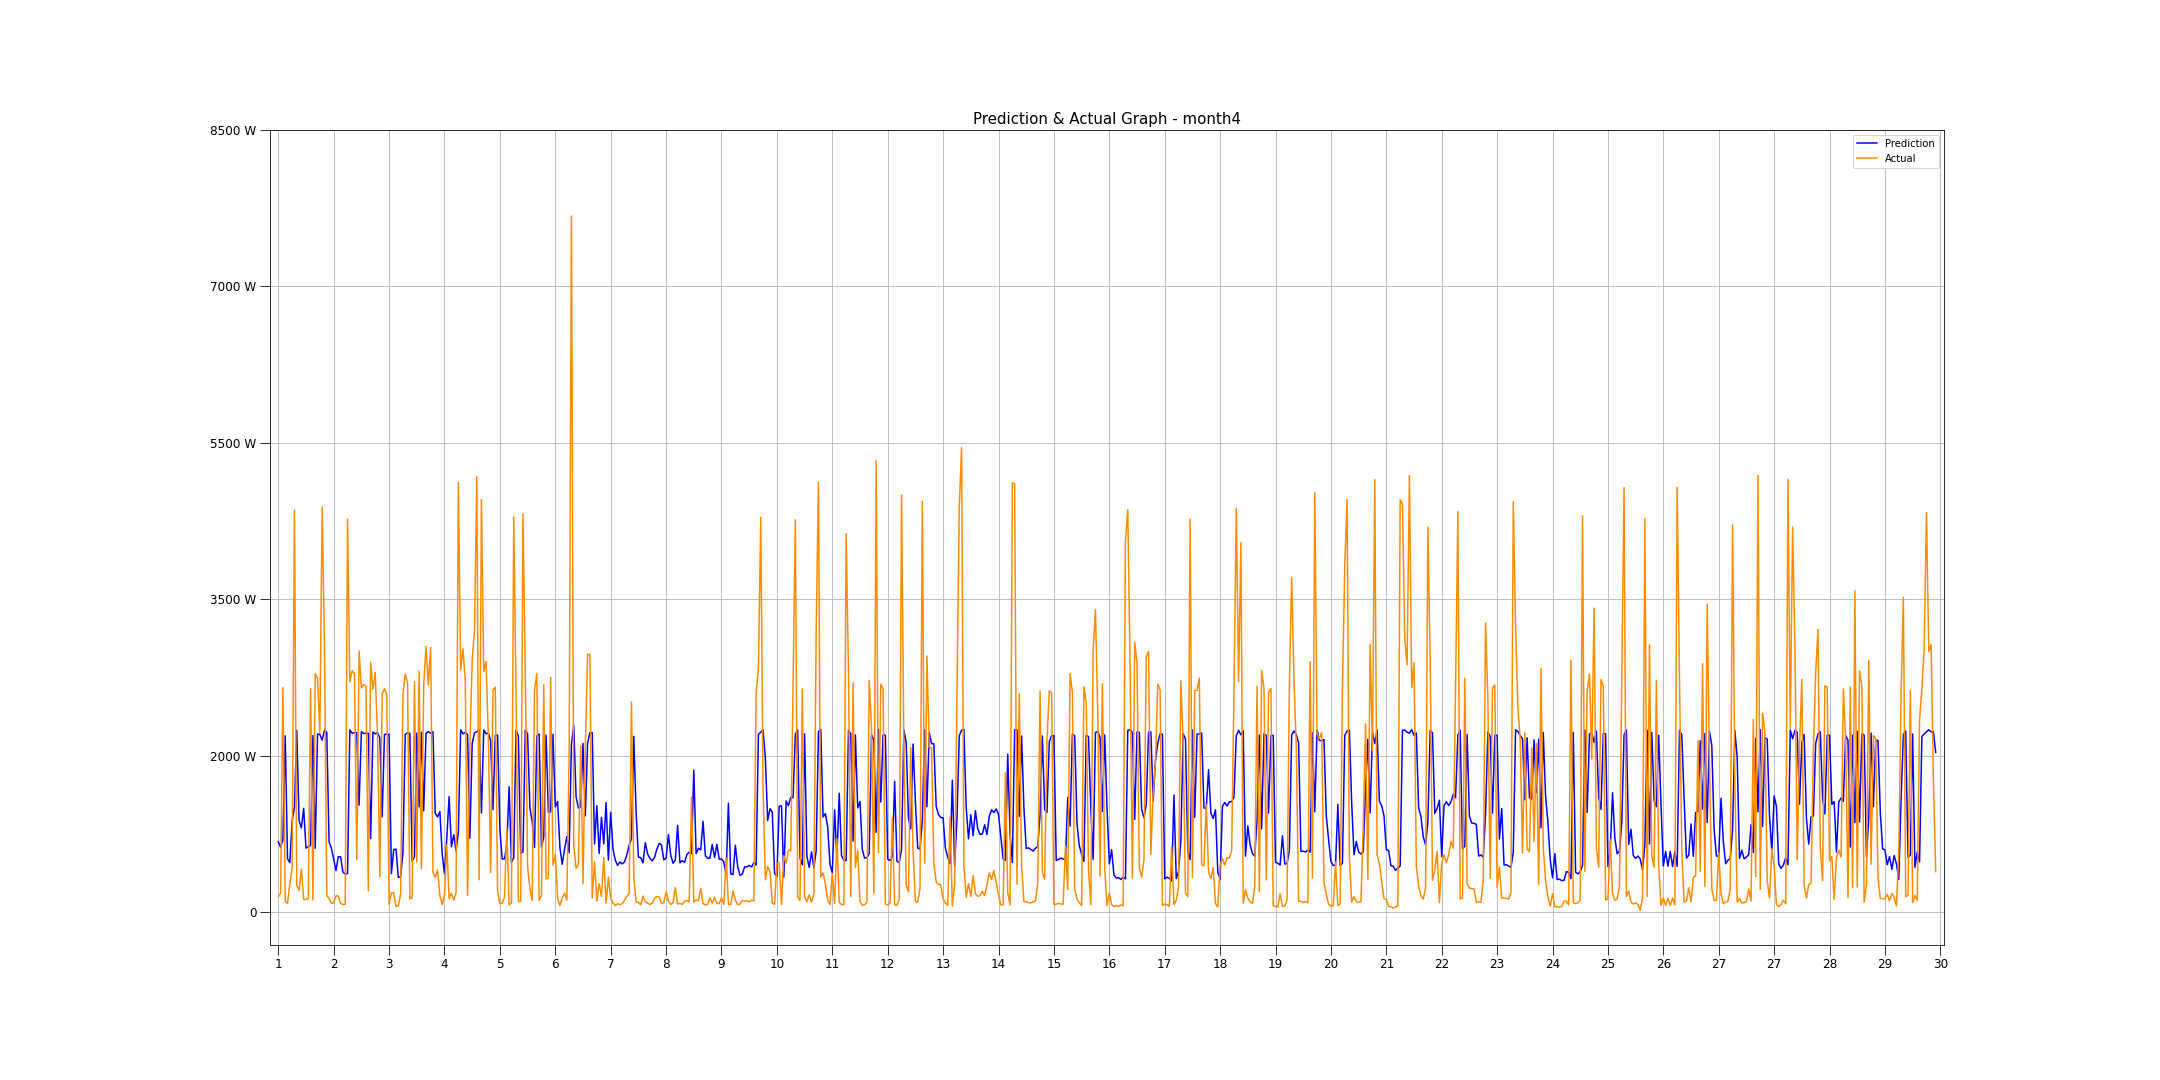 Prediction & Actual Graph - month4
8500 W
7000 W
5500 W
3500 W
2000 W
0
Prediction
Actual
1 2 3 4 5 6 7 8 9 10 11 12 13 14 15 16 17 18 19 20 21 22 23 24 25 26 27 27 28 29 30